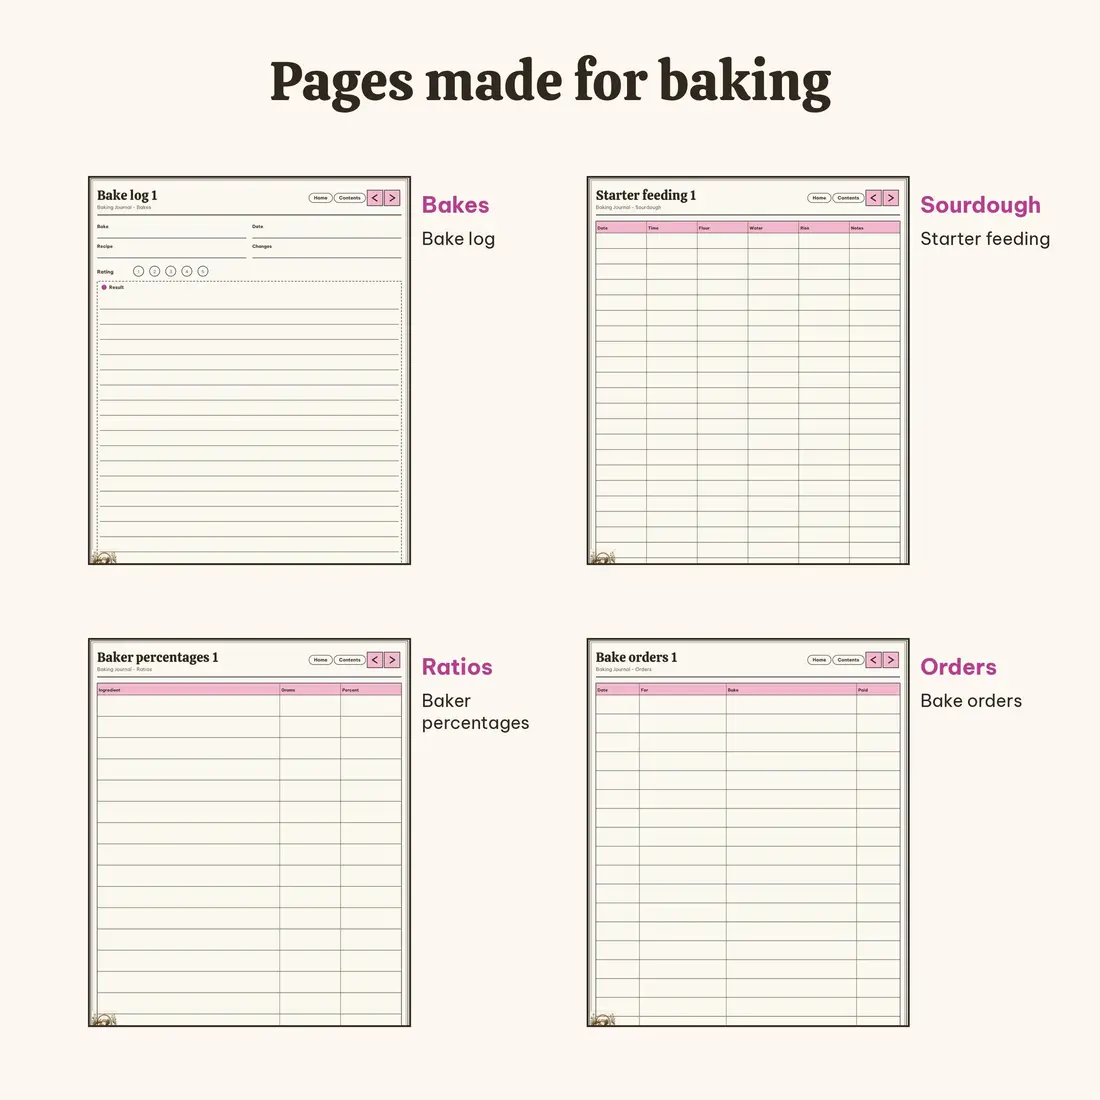 Pages made for baking
Bake log 1
Baking Journal - Bakes
Home
Contents
<
>
Bake
Date
Recipe
Changes
Rating
1
2
3
4
5
Result
Bakes
Bake log
Starter feeding 1
Baking Journal - Sourdough
Home
Contents
<
>
Date
Time
Flour
Water
Rise
Notes
Sourdough
Starter feeding
Baker percentages 1
Baking Journal - Ratios
Home
Contents
<
>
Ingredient
Grams
Percent
Ratios
Baker
percentages
Bake orders 1
Baking Journal - Orders
Home
Contents
<
>
Date
For
Bake
Paid
Orders
Bake orders